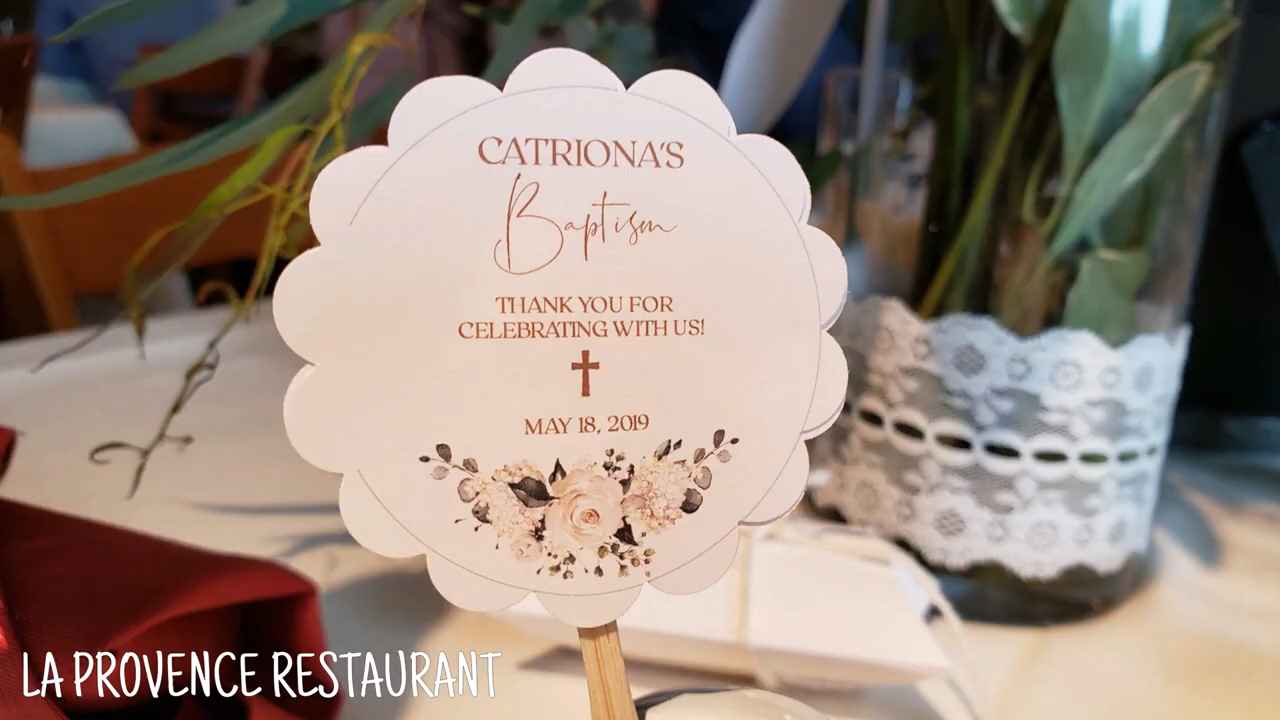 CATRIONA'S
Baptism
THANK YOU FOR
CELEBRATING WITH US!
MAY 18, 2019
LA PROVENCE RESTAURANT